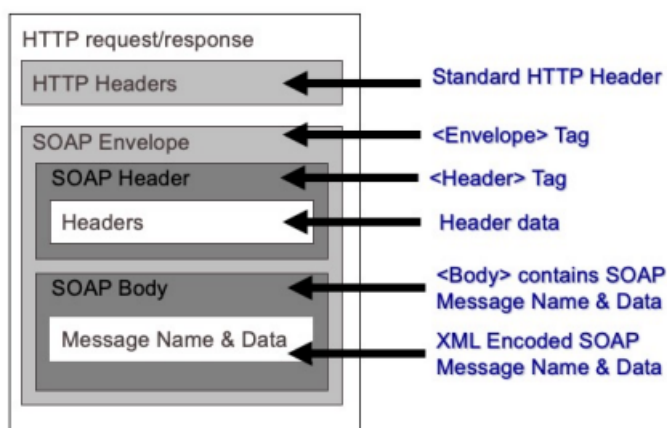 HTTP request/response
HTTP Headers
Standard HTTP Header
SOAP Envelope
<Envelope> Tag
SOAP Header
<Header> Tag
Headers
Header data
SOAP Body
<Body> contains SOAP
Message Name & Data
Message Name & Data
XML Encoded SOAP
Message Name & Data